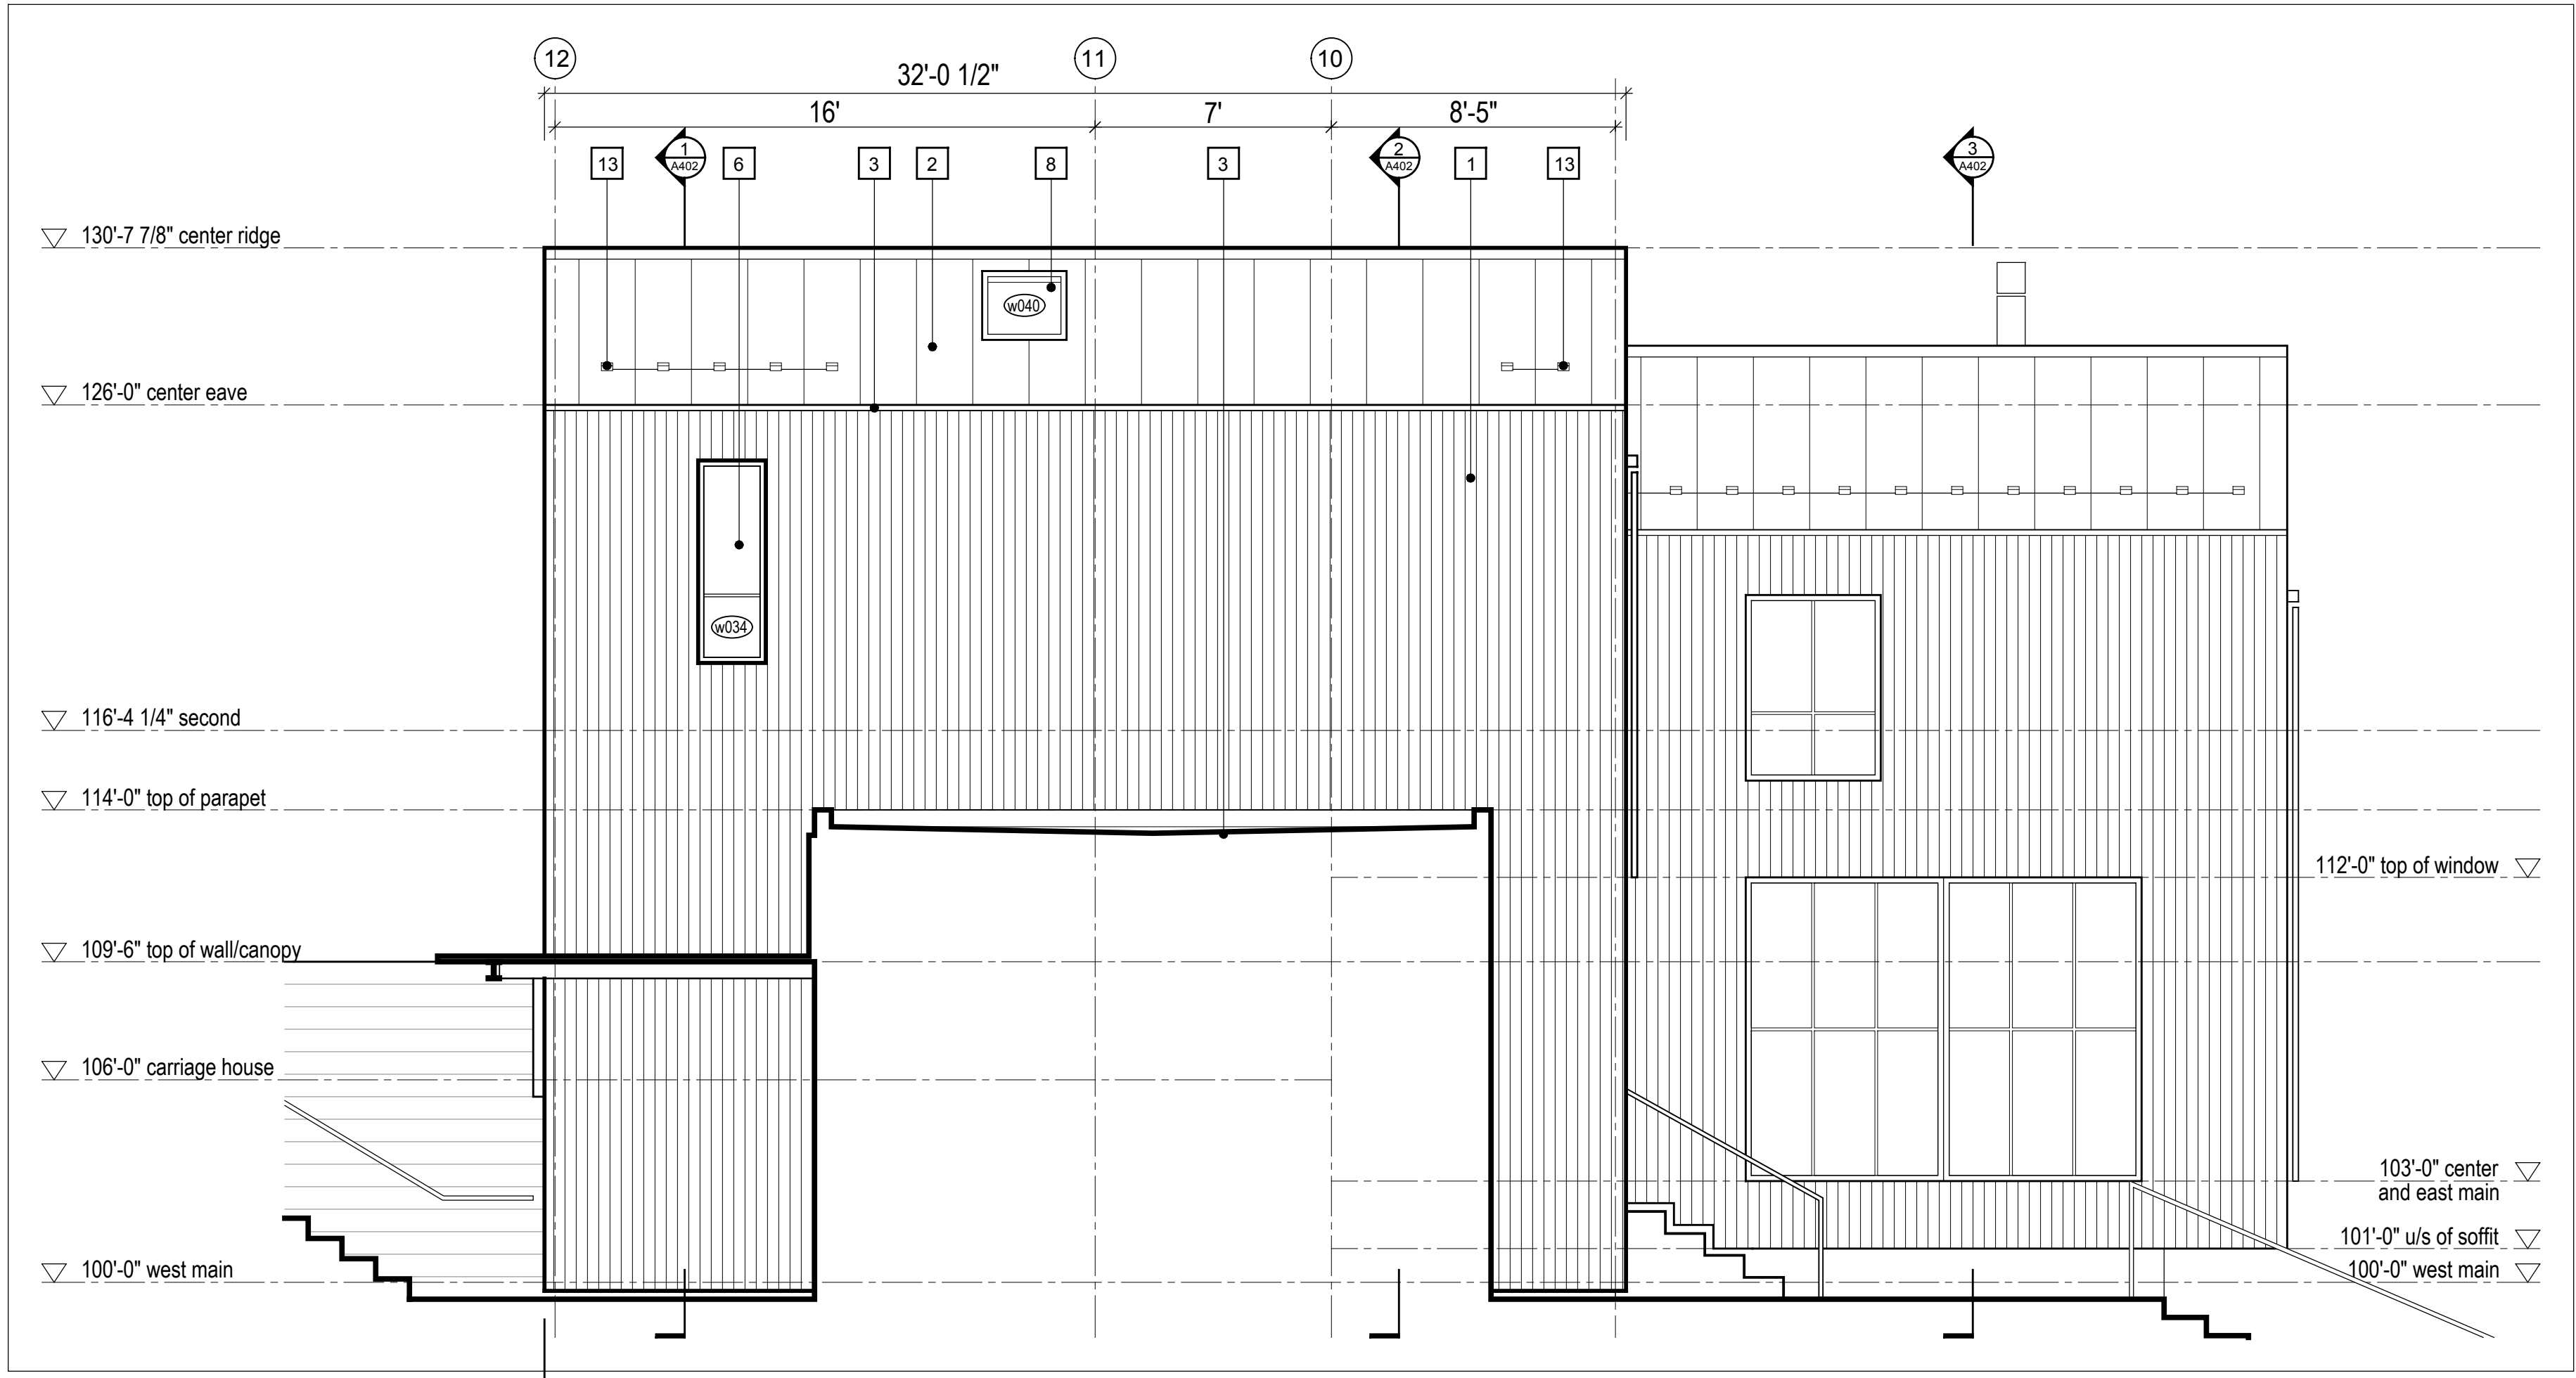 12
11
10
32'-0 1/2"
16'
7'
8'-5"
13
1
A402
6
3
2
8
3
2
A402
1
13
3
A402
130'-7 7/8" center ridge
w040
126'-0" center eave
w034
116'-4 1/4" second
114'-0" top of parapet
112'-0" top of window
109'-6" top of wall/canopy
106'-0" carriage house
103'-0" center
and east main
101'-0" u/s of soffit
100'-0" west main
100'-0" west main